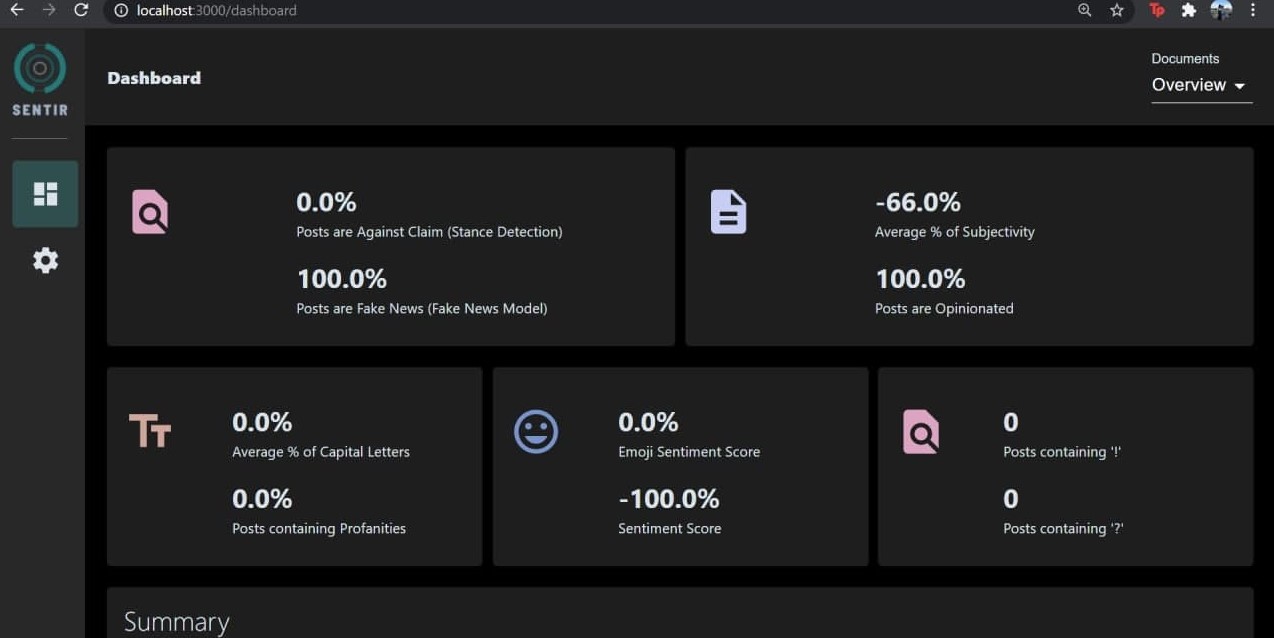 localhost:3000/dashboard
Tp
SENTIR
Dashboard
Documents
Overview
0.0%
Posts are Against Claim (Stance Detection)
100.0%
Posts are Fake News (Fake News Model)
-66.0%
Average % of Subjectivity
100.0%
Posts are Opinionated
TT
0.0%
Average % of Capital Letters
0.0%
Posts containing Profanities
0.0%
Emoji Sentiment Score
-100.0%
Sentiment Score
0
Posts containing '!'
0
Posts containing '?'
Summary